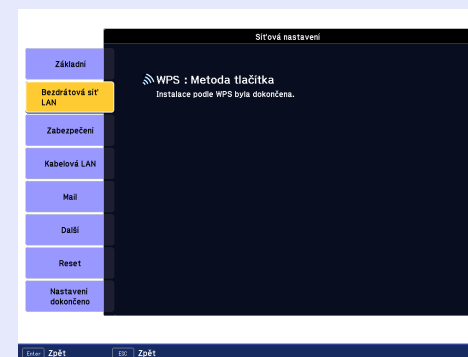 Síťová nastavení
Základní
Bezdrátová síť
LAN
Zabezpečení
Kabelová LAN
Mail
Další
Reset
Nastavení
dokončeno
WPS : Metoda tlačítka
Instalace podle WPS byla dokončena.
Enter Zpět ESC Zpět